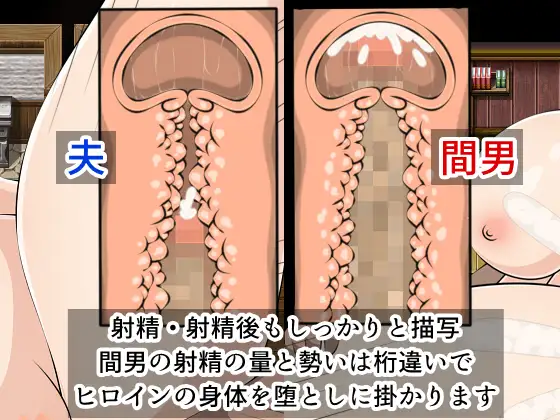 夫
間男
射精・射精後もしっかりと描写
間男の射精の量と勢いは桁違いで
ヒロインの身体を堕としに掛かります